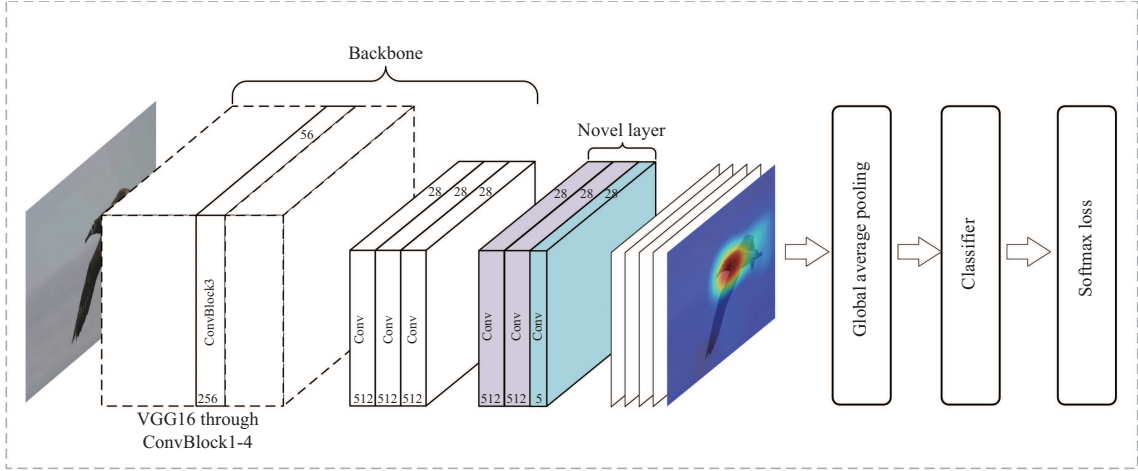 Backbone
56
ConvBlock3
256
VGG16 through
ConvBlock1-4
28 28 28
Conv Conv Conv
512 512 512
Novel layer
28 28 28
Conv Conv Conv
512 512 5
Global average pooling
Classifier
Softmax loss